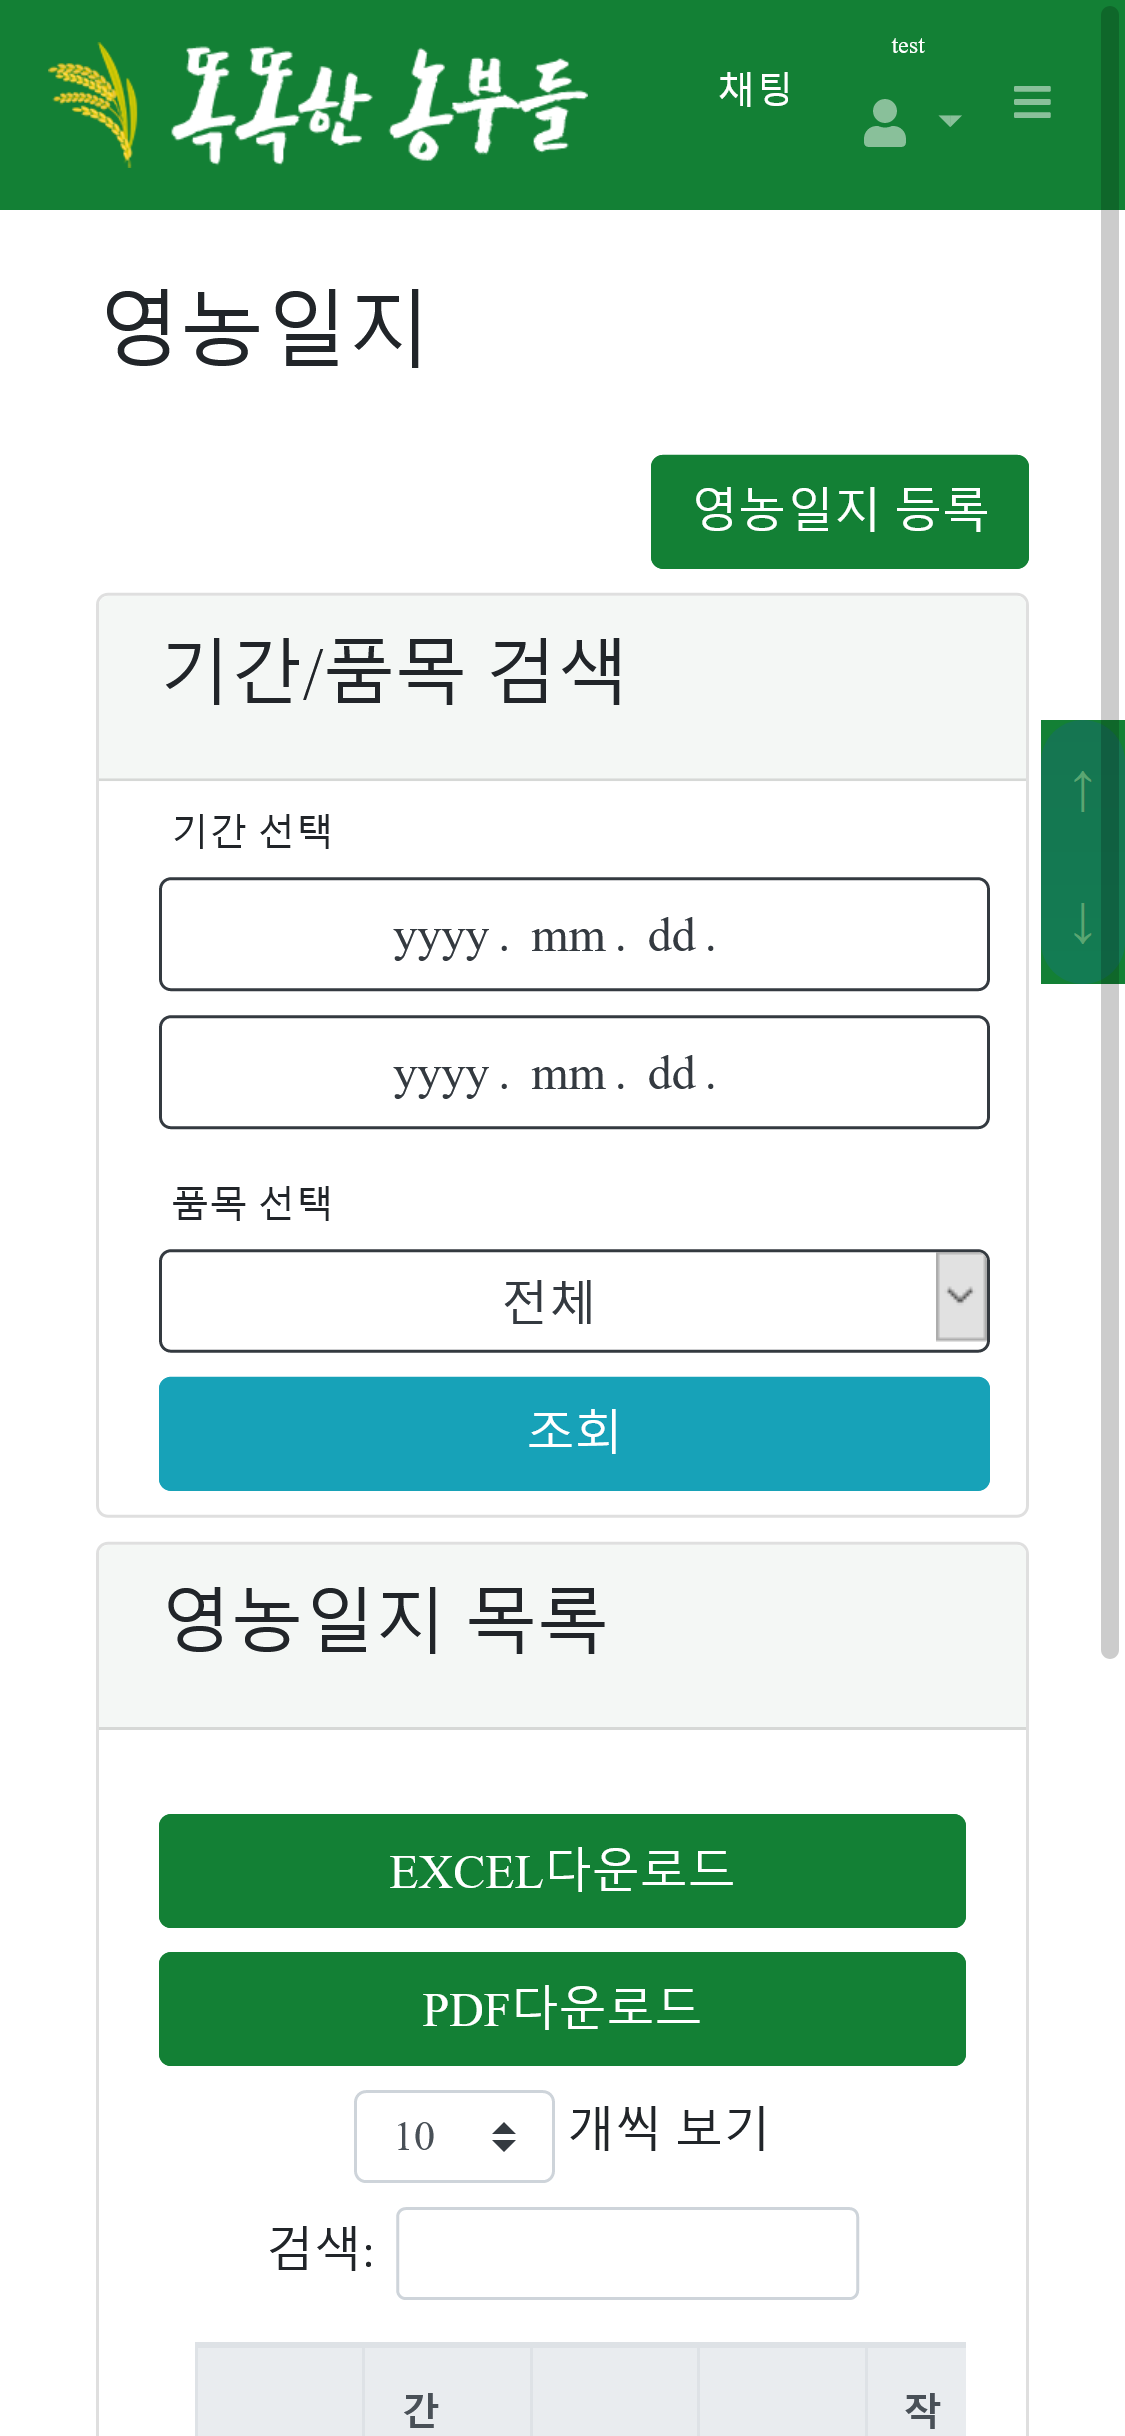 똑똑한 농부들
채팅
test
영농일지
영농일지 등록
기간/품목 검색
기간 선택
yyyy. mm. dd.
yyyy. mm. dd.
품목 선택
전체
조회
↑
↓
영농일지 목록
EXCEL다운로드
PDF다운로드
10 개씩 보기
검색:
간 작